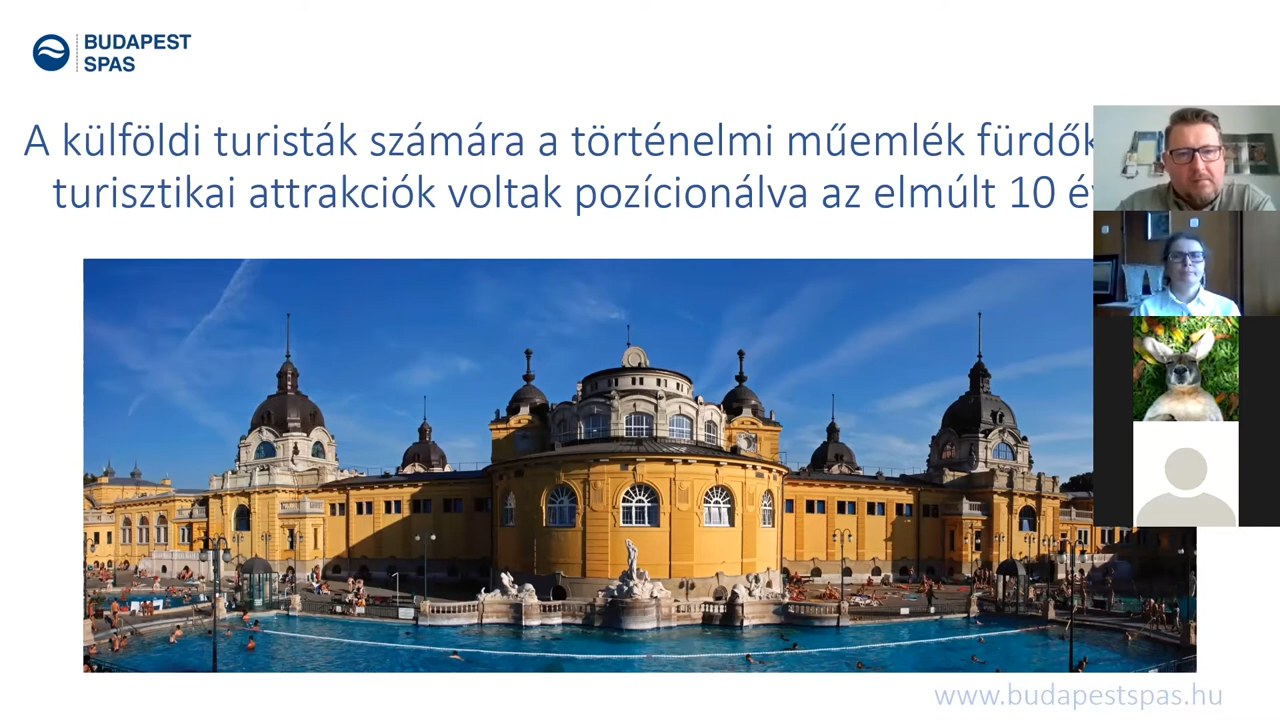 BUDAPEST
SPAS
A külföldi turisták számára a történelmi műemlék fürdők
turisztikai attrakciók voltak pozícionálva az elmúlt 10
www.budapestspas.hu